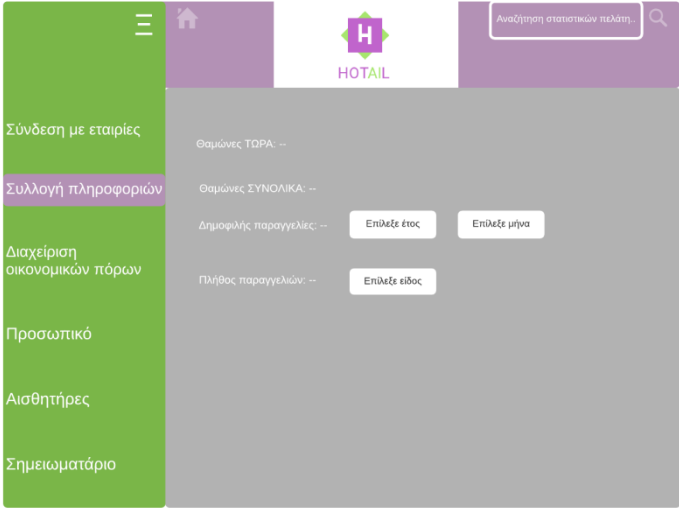 Αναζήτηση στατιστικών πελάτη..
H
HOTAIL
Σύνδεση με εταιρίες
Συλλογή πληροφοριών
Διαχείριση
οικονομικών πόρων
Προσωπικό
Αισθητήρες
Σημειωματάριο
Θαμώνες ΤΩΡΑ: --
Θαμώνες ΣΥΝΟΛΙΚΑ: --
Δημοφιλής παραγγελίες: -- Επίλεξε έτος Επίλεξε μήνα
Πλήθος παραγγελιών: -- Επίλεξε είδος